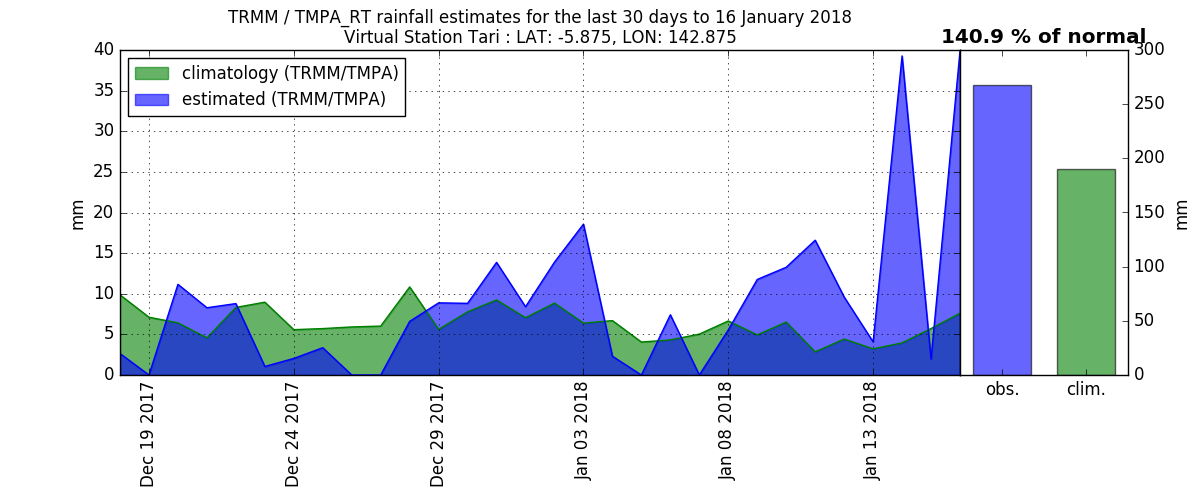 TRMM / TMPA_RT rainfall estimates for the last 30 days to 16 January 2018
Virtual Station Tari : LAT: -5.875, LON: 142.875
140.9 % of normal
climatology (TRMM/TMPA)
estimated (TRMM/TMPA)
40
35
30
25
20
15
10
5
0
mm
Dec 19 2017
Dec 24 2017
Dec 29 2017
Jan 03 2018
Jan 08 2018
Jan 13 2018
obs.
clim.
300
250
200
150
100
50
0
mm